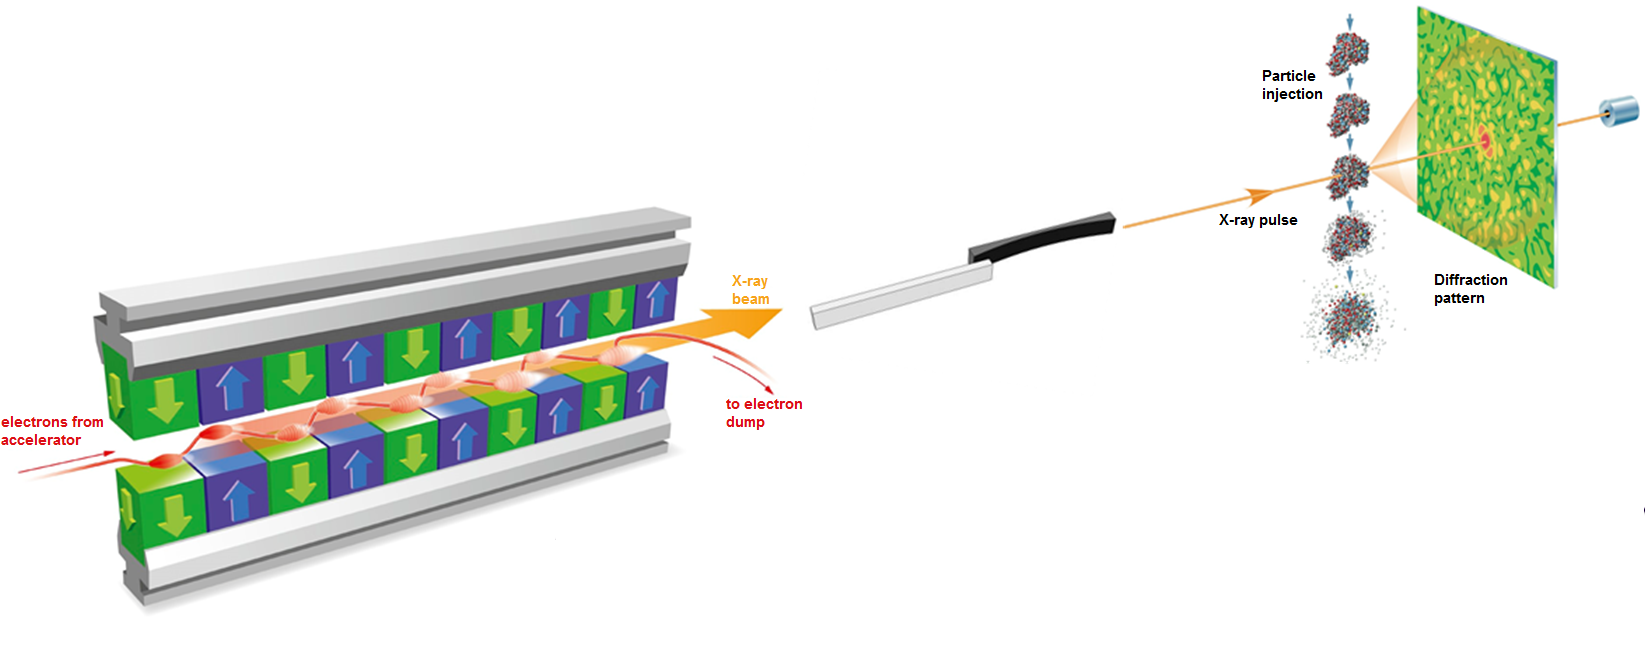 Particle
injection
X-ray pulse
Diffraction
pattern
X-ray
beam
to electron
dump
electrons from
accelerator